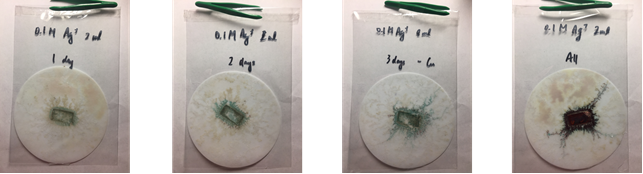 0.1 M Ag⁺ 2 ml
1 day
0.1 M Ag⁺ 2 ml
2 days
0.1 M Ag⁺ 2 ml
3 days - Cu
0.1 M Ag⁺ 2 ml
All